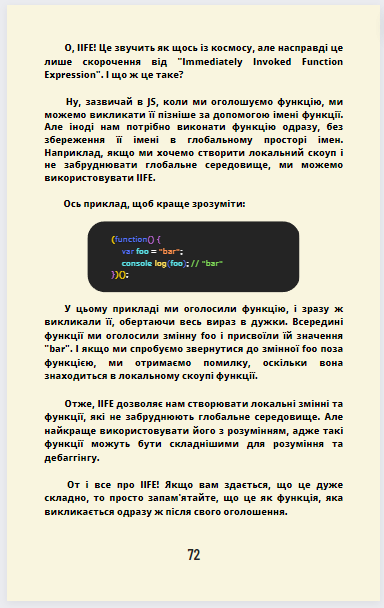 О, IIFE! Це звучить як щось із космосу, але насправді це
лише скорочення від "Immediately Invoked Function
Expression". І що ж це таке?
Ну, зазвичай в JS, коли ми оголошуємо функцію, ми
можемо викликати її пізніше за допомогою імені функції.
Але іноді нам потрібно виконати функцію одразу, без
збереження її імені в глобальному просторі імен.
Наприклад, якщо ми хочемо створити локальний скоуп і
не забруднювати глобальне середовище, ми можемо
використовувати IIFE.
Ось приклад, щоб краще зрозуміти:
(function() {
var foo = "bar";
console log(foo); // "bar"
})();
У цьому прикладі ми оголосили функцію, і зразу ж
викликали її, обертаючи весь вираз в дужки. Всередині
функції ми оголосили змінну foo і присвоїли їй значення
"bar". І якщо ми спробуємо звернутися до змінної foo поза
функцією, ми отримаємо помилку, оскільки вона
знаходиться в локальному скоупі функції.
Отже, IIFE дозволяє нам створювати локальні змінні та
функції, які не забруднюють глобальне середовище. Але
найкраще використовувати його з розумінням, адже такі
функції можуть бути складнішими для розуміння та
дебаггінгу.
От і все про IIFE! Якщо вам здається, що це дуже
складно, то просто запам'ятайте, що це як функція, яка
викликається одразу ж після свого оголошення.
72